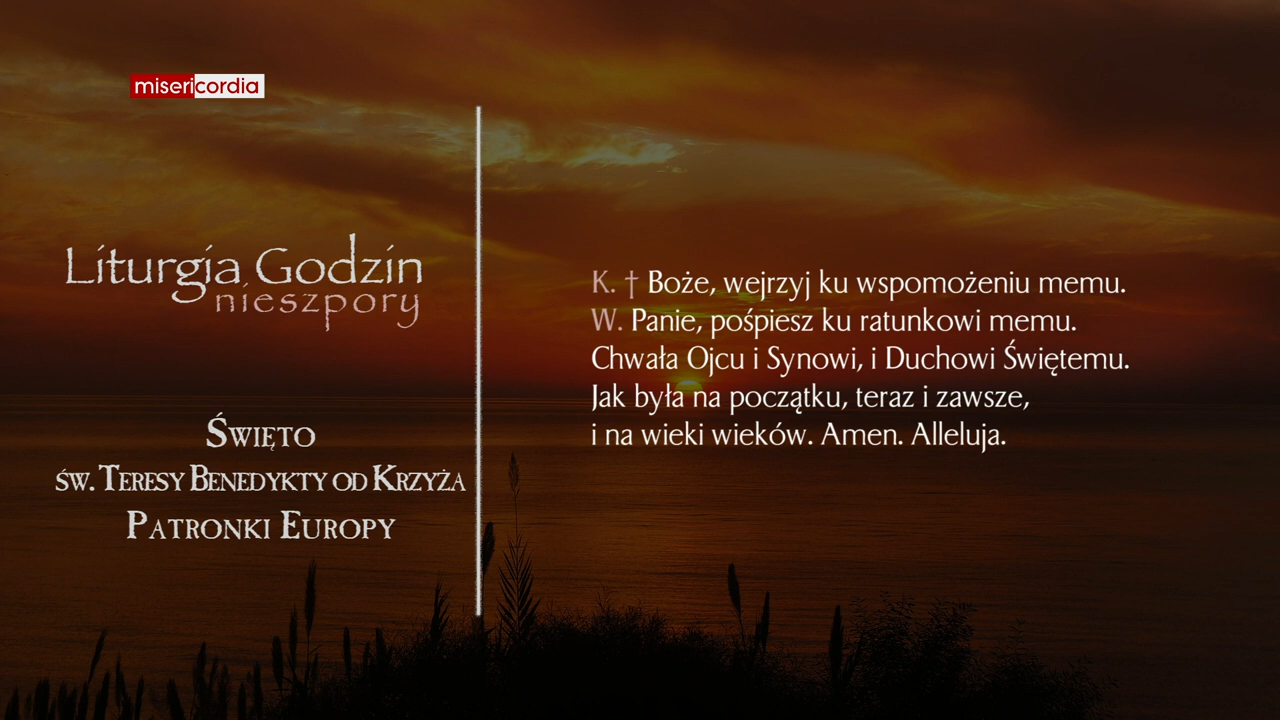 misericordia
Liturgia Godzin
nieszpory
Święto
św. Teresy Benedykty od Krzyża
Patronki Europy
K. † Boże, wejrzyj ku wspomożeniu memu.
W. Panie, pośpiesz ku ratunkowi memu.
Chwała Ojcu i Synowi, i Duchowi Świętemu.
Jak była na początku, teraz i zawsze,
i na wieki wieków. Amen. Alleluja.